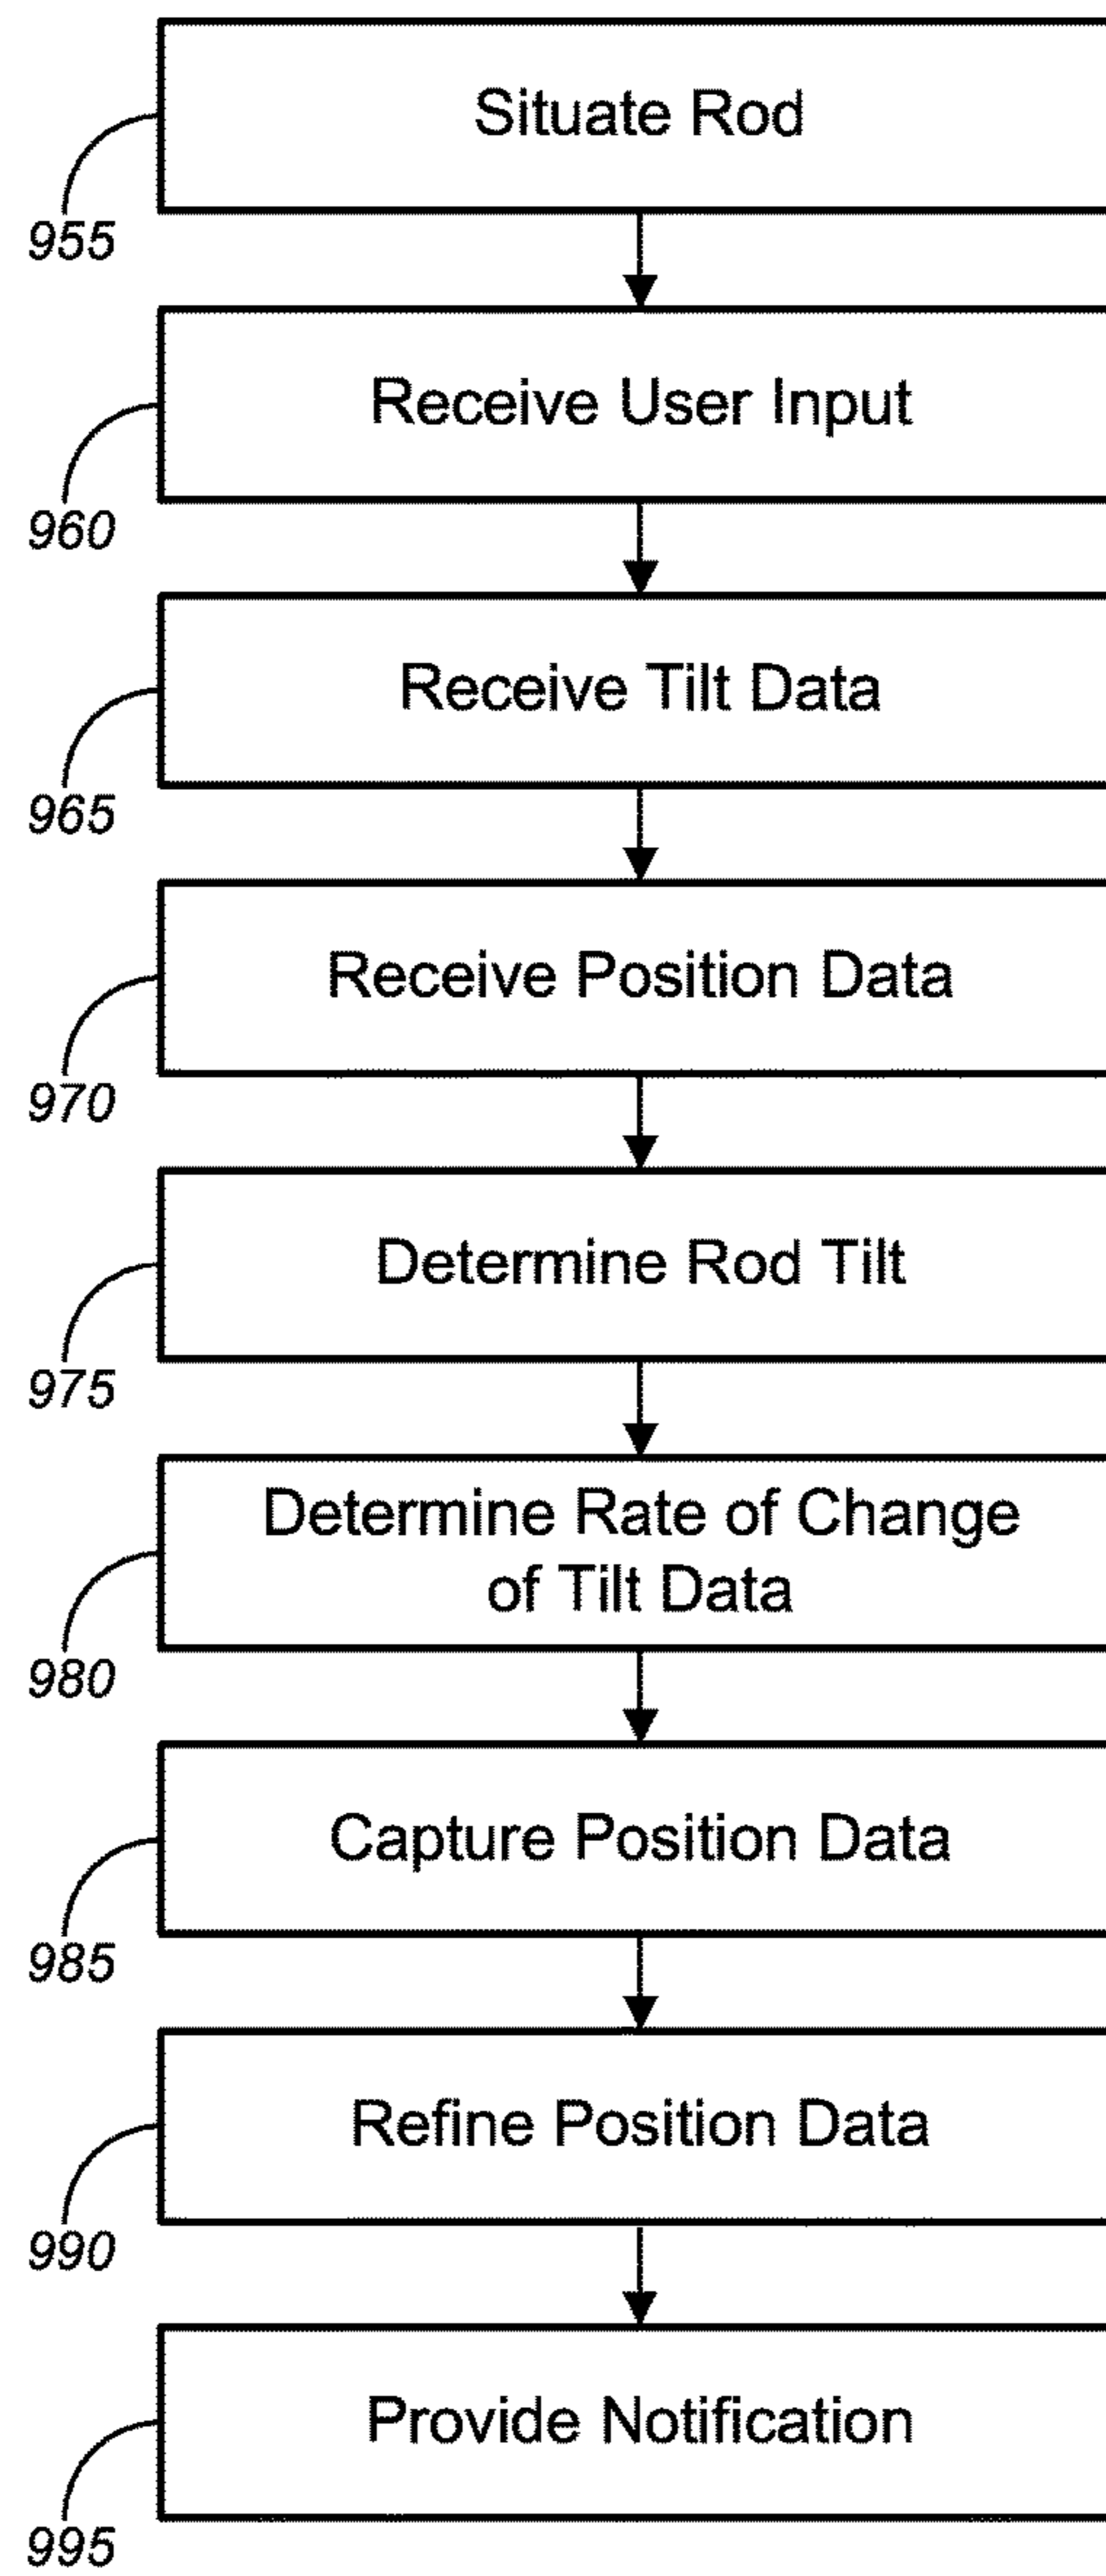 Situate Rod
955
Receive User Input
960
Receive Tilt Data
965
Receive Position Data
970
Determine Rod Tilt
975
Determine Rate of Change
of Tilt Data
980
Capture Position Data
985
Refine Position Data
990
Provide Notification
995